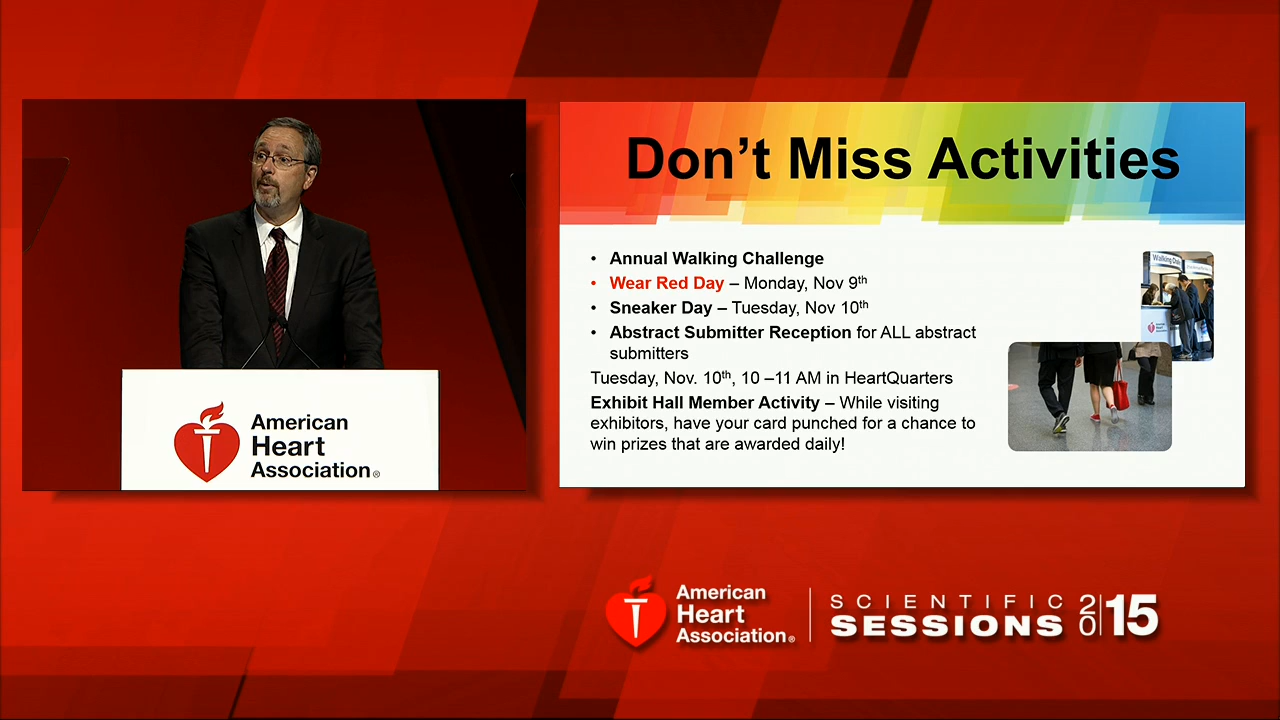 Don't Miss Activities
• Annual Walking Challenge
• Wear Red Day – Monday, Nov 9th
• Sneaker Day – Tuesday, Nov 10th
• Abstract Submitter Reception for ALL abstract
submitters
Tuesday, Nov. 10th, 10 –11 AM in HeartQuarters
Exhibit Hall Member Activity – While visiting
exhibitors, have your card punched for a chance to
win prizes that are awarded daily!
Walking
American
Heart
Association®
American
Heart
Association®
SCIENTIFIC
SESSIONS 2015